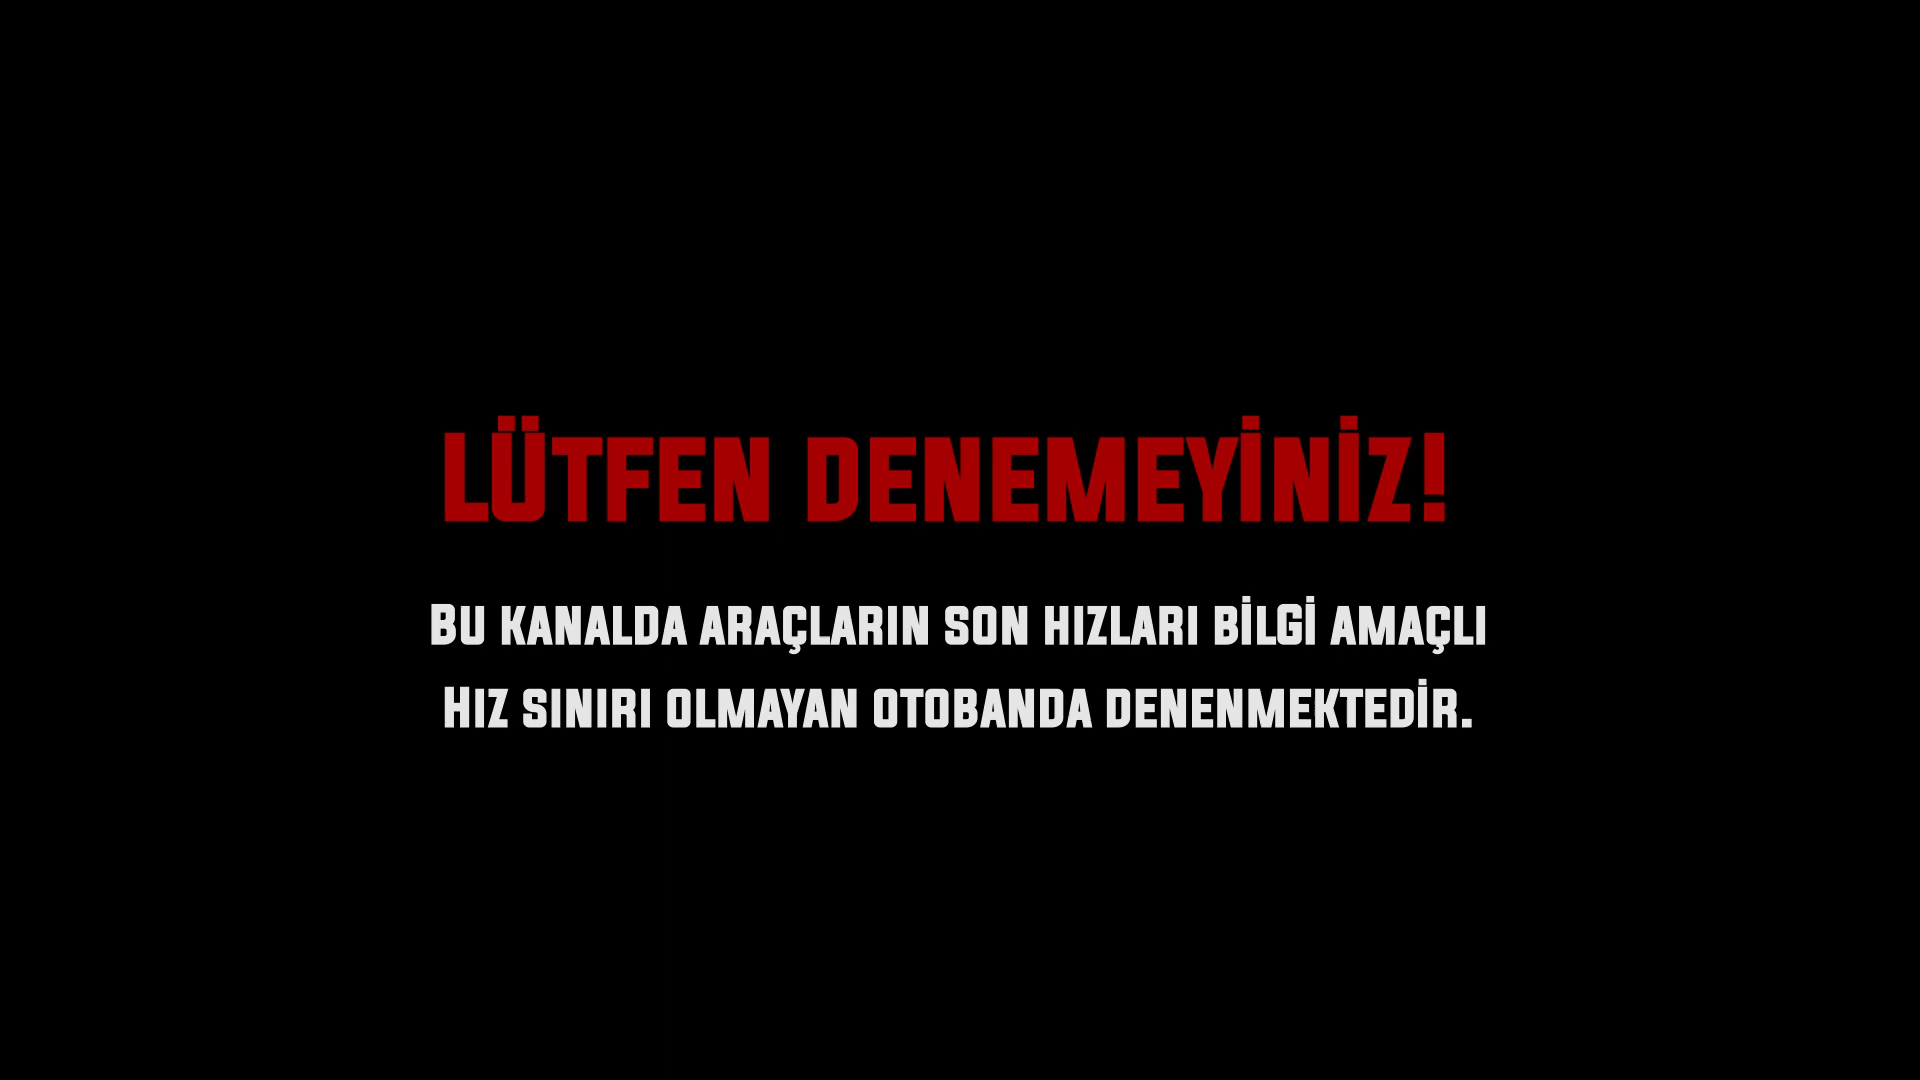 LÜTFEN DENEMEYİNİZ!
BU KANALDA ARAÇLARIN SON HIZLARI BİLGİ AMAÇLI
HIZ SINIRI OLMAYAN OTOBANDA DENENMEKTEDİR.